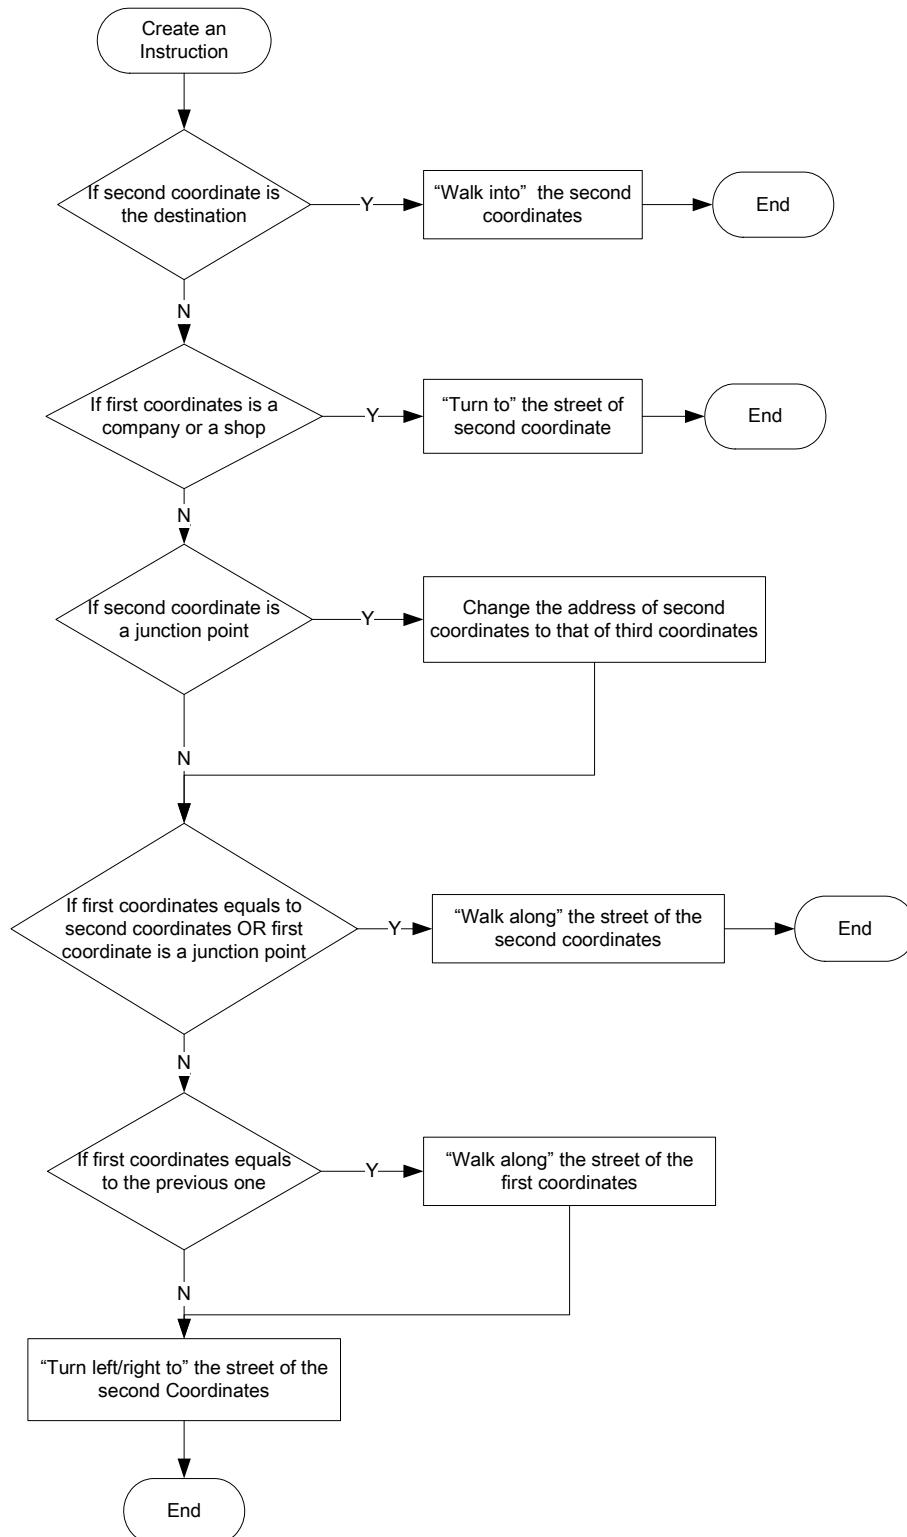 Create an
Instruction
If second coordinate is
the destination
Y
“Walk into”  the second
coordinates
End
N
If first coordinates is a
company or a shop
Y
“Turn to” the street of
second coordinate
End
N
If second coordinate is
a junction point
Y
Change the address of second
coordinates to that of third coordinates
N
If first coordinates equals to
second coordinates OR first
coordinate is a junction point
Y
“Walk along” the street of the
second coordinates
End
N
If first coordinates equals
to the previous one
Y
“Walk along” the street of the
first coordinates
N
“Turn left/right to” the street of the
second Coordinates
End